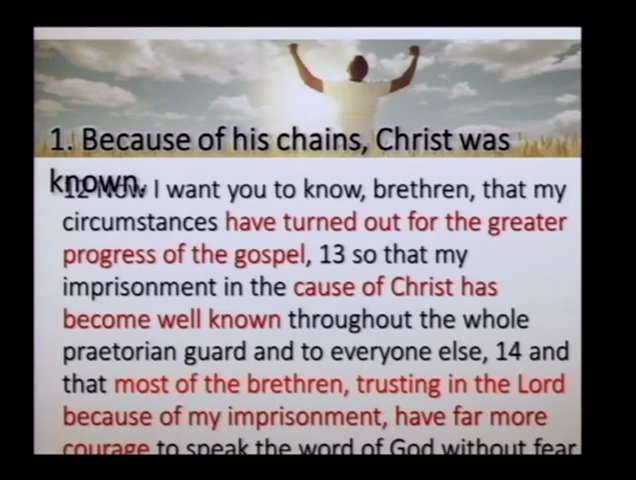 1. Because of his chains, Christ was
known.
12 Now I want you to know, brethren, that my
circumstances have turned out for the greater
progress of the gospel, 13 so that my
imprisonment in the cause of Christ has
become well known throughout the whole
praetorian guard and to everyone else, 14 and
that most of the brethren, trusting in the Lord
because of my imprisonment, have far more
courage to speak the word of God without fear